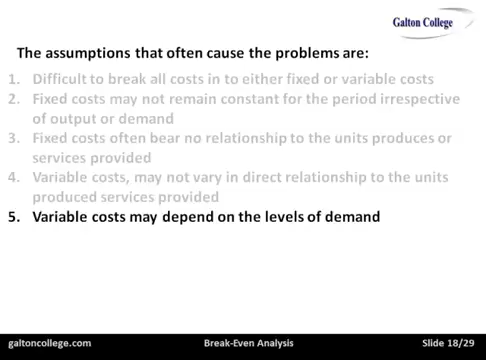 Galton College
The assumptions that often cause the problems are:
1. Difficult to break all costs in to either fixed or variable costs
2. Fixed costs may not remain constant for the period irrespective
of output or demand
3. Fixed costs often bear no relationship to the units produces or
services provided
4. Variable costs, may not vary in direct relationship to the units
produced services provided
5. Variable costs may depend on the levels of demand
galtoncollege.com Break-Even Analysis Slide 18/29